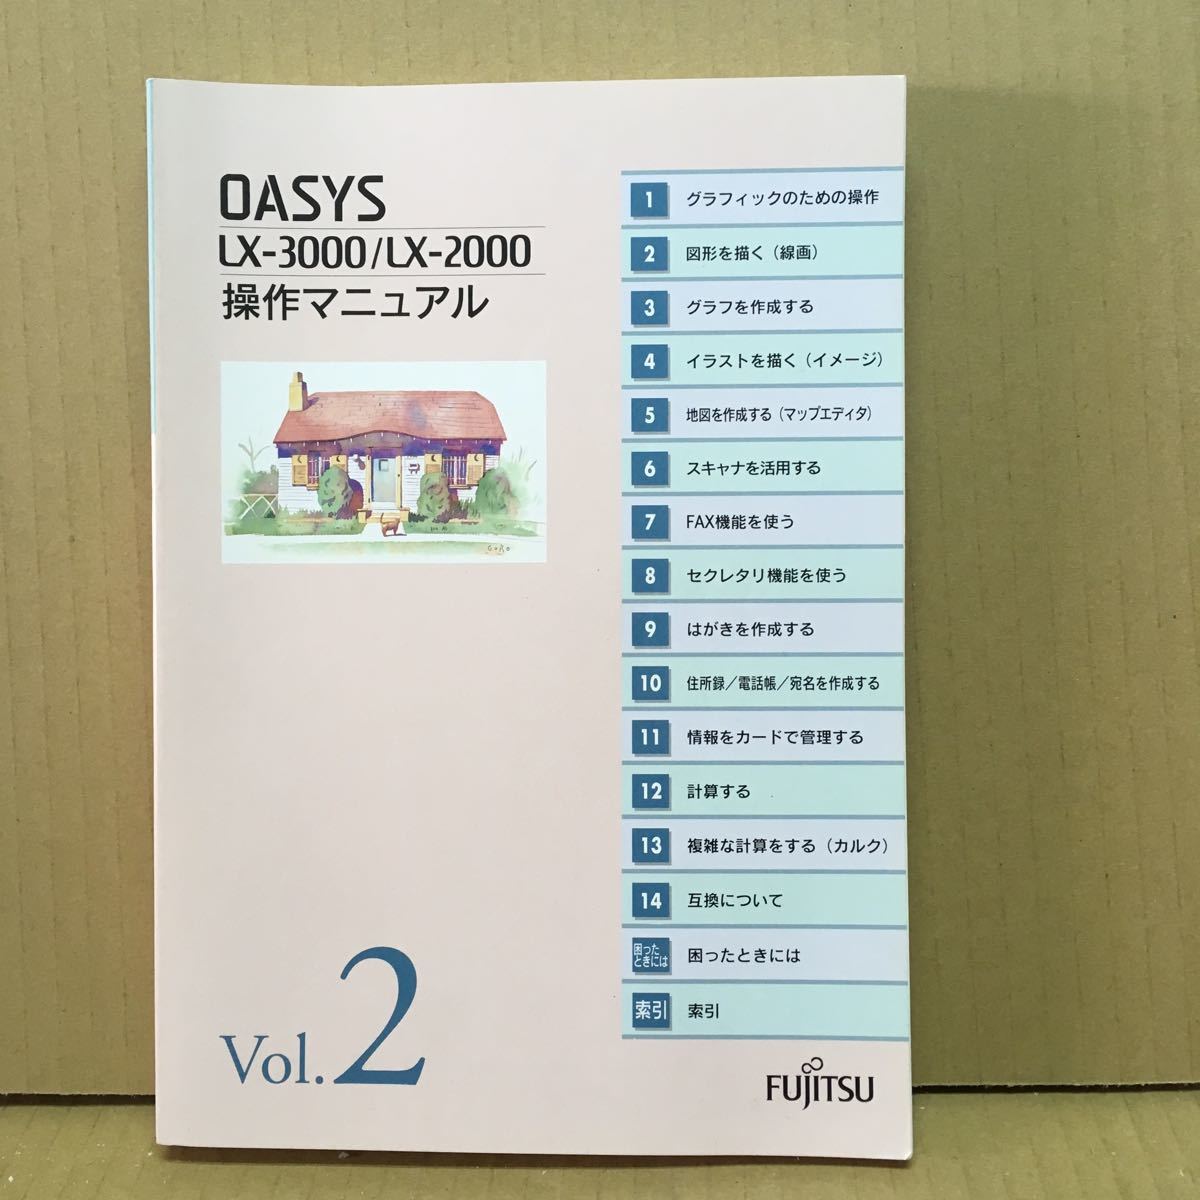 OASYS
LX-3000/LX-2000
操作マニュアル
GORO
Vol.2
1 グラフィックのための操作
2 図形を描く（線画）
3 グラフを作成する
4 イラストを描く（イメージ）
5 地図を作成する（マップエディタ）
6 スキャナを活用する
7 FAX機能を使う
8 セクレタリ機能を使う
9 はがきを作成する
10 住所録／電話帳／宛名を作成する
11 情報をカードで管理する
12 計算する
13 複雑な計算をする（カルク）
14 互換について
困った
ときには 困ったときには
索引 索引
FUJITSU